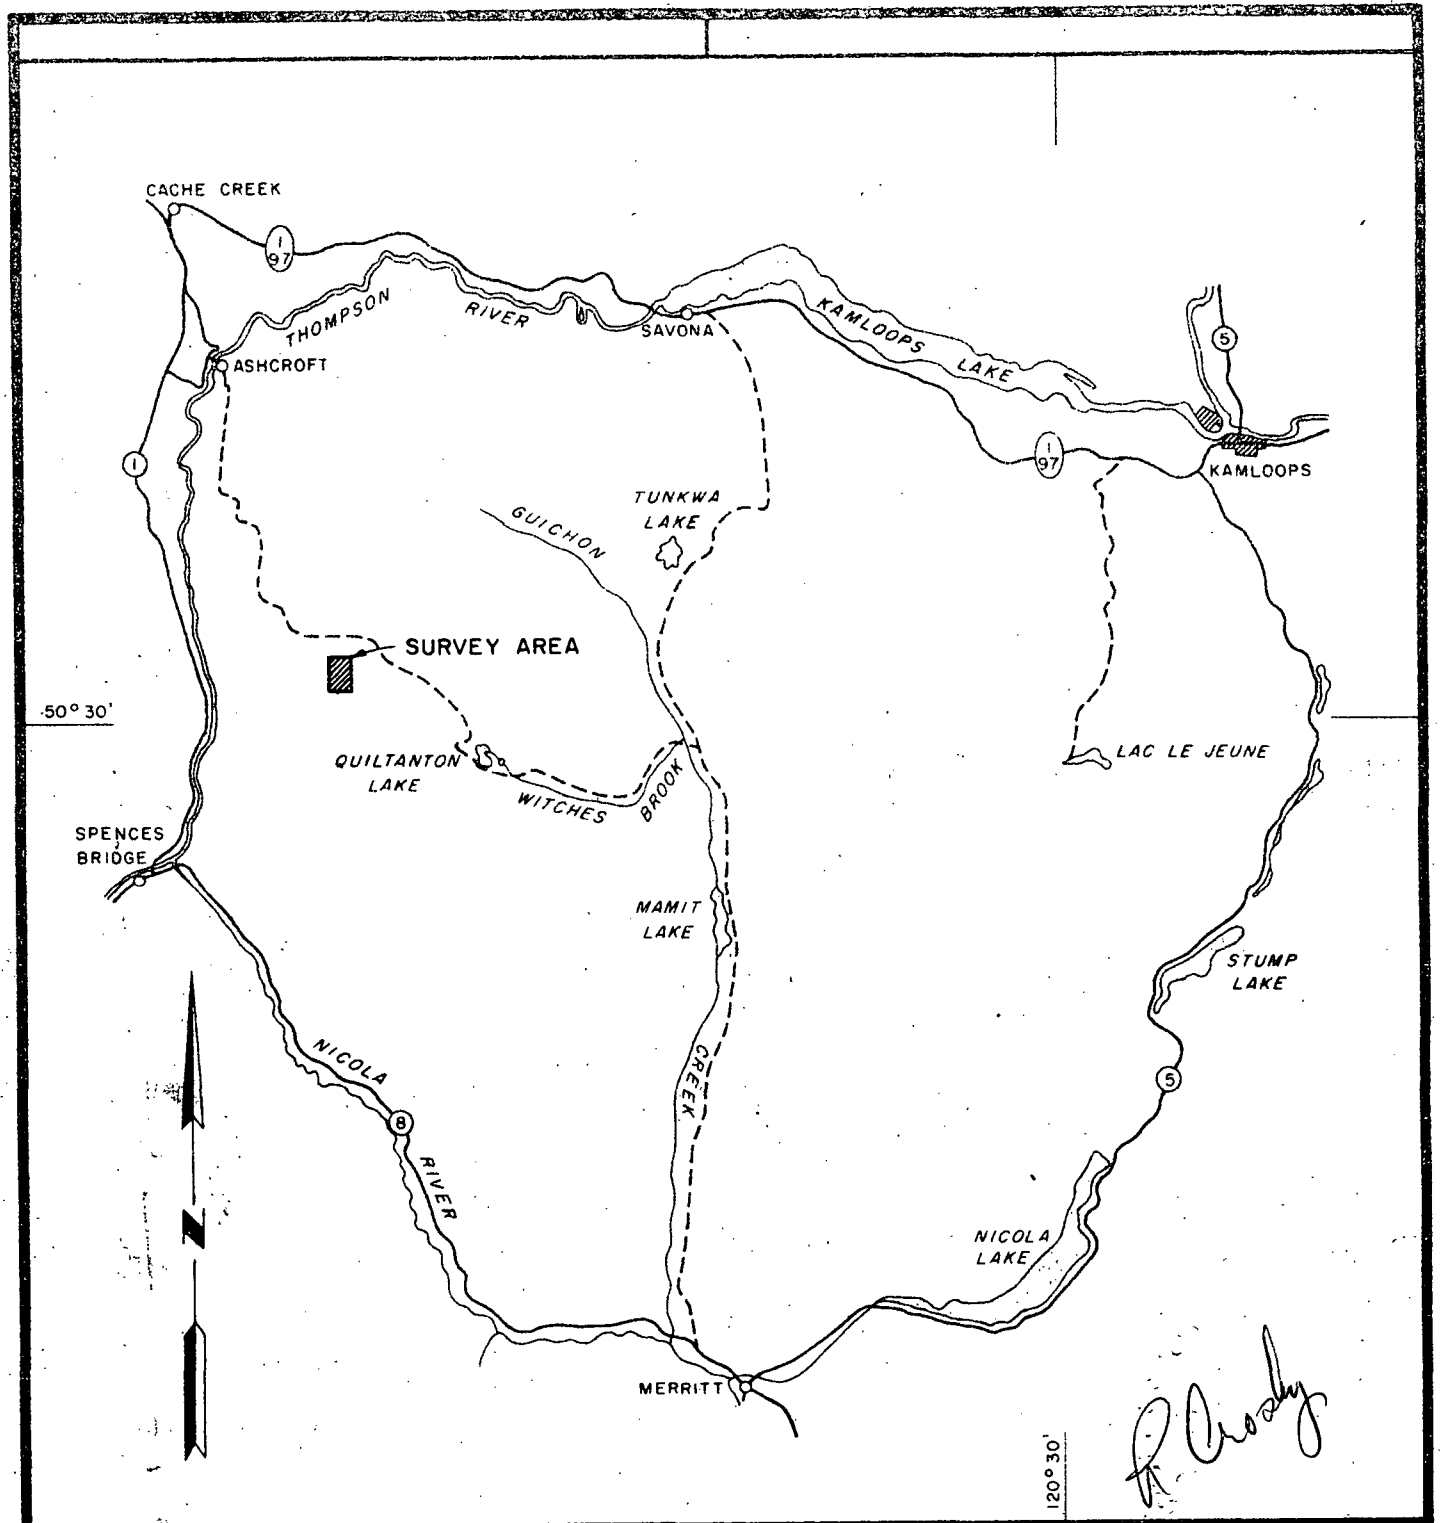 CACHE CREEK
1
97
THOMPSON
RIVER
SAVONA
KAMLOOPS
LAKE
5
ASHCROFT
1
1
97
KAMLOOPS
TUNKWA
LAKE
GUICHON
SURVEY AREA
50° 30'
QUILTANTON
LAKE
LAC LE JEUNE
WITCHES
BROOK
SPENCES
BRIDGE
MAMIT
LAKE
STUMP
LAKE
NICOLA
CREEK
5
8
RIVER
N
NICOLA
LAKE
MERRITT
120° 30'
R Crosby